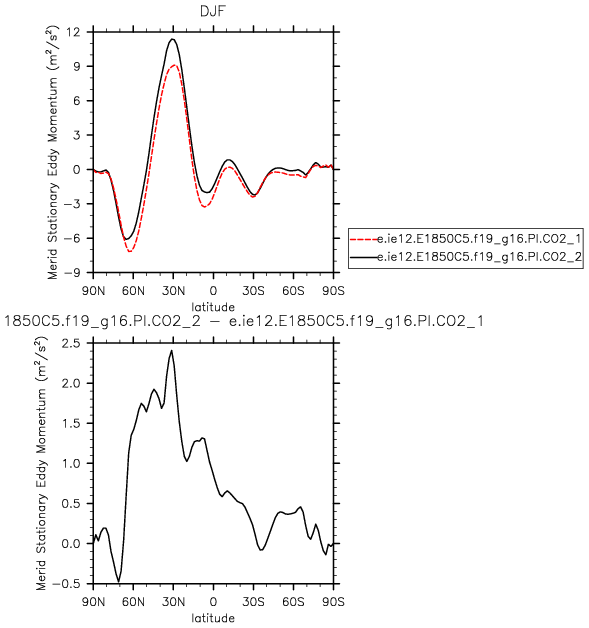 DJF
Merid Stationary Eddy Momentum (m²/s²)
12
9
6
3
0
−3
−6
−9
90N 60N 30N 0 30S 60S 90S
latitude
e.ie12.E1850C5.f19_g16.PI.CO2_1
e.ie12.E1850C5.f19_g16.PI.CO2_2
1850C5.f19_g16.PI.CO2_2 − e.ie12.E1850C5.f19_g16.PI.CO2_1
Merid Stationary Eddy Momentum (m²/s²)
2.5
2.0
1.5
1.0
0.5
0.0
−0.5
90N 60N 30N 0 30S 60S 90S
latitude